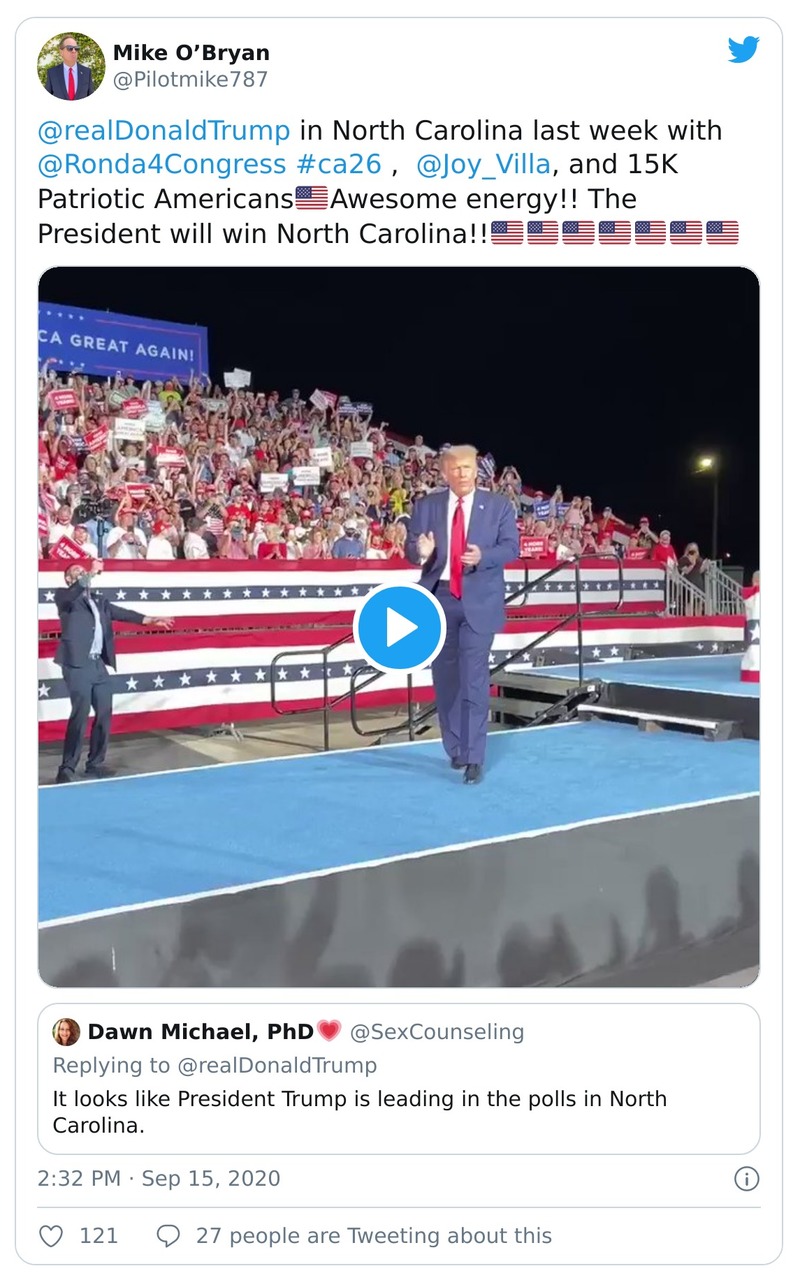 Mike O’Bryan
@Pilotmike787
@realDonaldTrump in North Carolina last week with
@Ronda4Congress #ca26 , @Joy_Villa, and 15K
Patriotic Americans🇺🇸Awesome energy!! The
President will win North Carolina!!🇺🇸🇺🇸🇺🇸🇺🇸🇺🇸🇺🇸🇺🇸
CA GREAT AGAIN!
Dawn Michael, PhD💗 @SexCounseling
Replying to @realDonaldTrump
It looks like President Trump is leading in the polls in North
Carolina.
2:32 PM · Sep 15, 2020
121 27 people are Tweeting about this